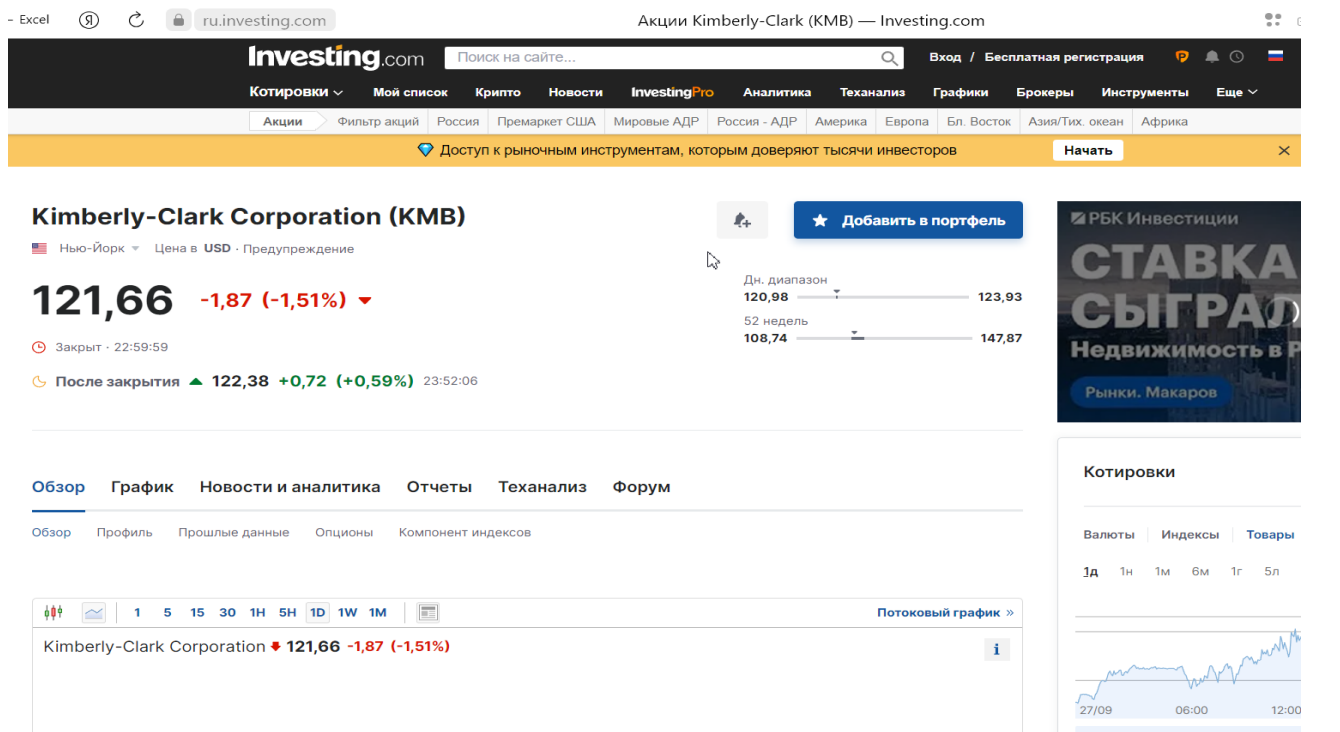 – Excel Я ru.investing.com Акции Kimberly-Clark (KMB) — Investing.com
Investing.com Поиск на сайте... Вход / Бесплатная регистрация
Котировки Мой список Крипто Новости InvestingPro Аналитика Теханализ Графики Брокеры Инструменты Еще
Акции Фильтр акций Россия Премаркет США Мировые АДР Россия - АДР Америка Европа Бл. Восток Азия/Тих. океан Африка
Доступ к рыночным инструментам, которым доверяют тысячи инвесторов Начать
Kimberly-Clark Corporation (KMB)
Добавить в портфель
Нью-Йорк Цена в USD · Предупреждение
121,66 -1,87 (-1,51%)
Дн. диапазон
120,98 123,93
52 недель
108,74 147,87
Закрыт · 22:59:59
После закрытия 122,38 +0,72 (+0,59%) 23:52:06
РБК Инвестиции
СТАВКА
СЫГРАЛ
Недвижимость в Р
Рынки. Макаров
Обзор График Новости и аналитика Отчеты Теханализ Форум
Обзор Профиль Прошлые данные Опционы Компонент индексов
1 5 15 30 1H 5H 1D 1W 1M Потоковый график »
Kimberly-Clark Corporation 121,66 -1,87 (-1,51%) i
Котировки
Валюты Индексы Товары
1д 1н 1м 6м 1г 5л
27/09 06:00 12:00